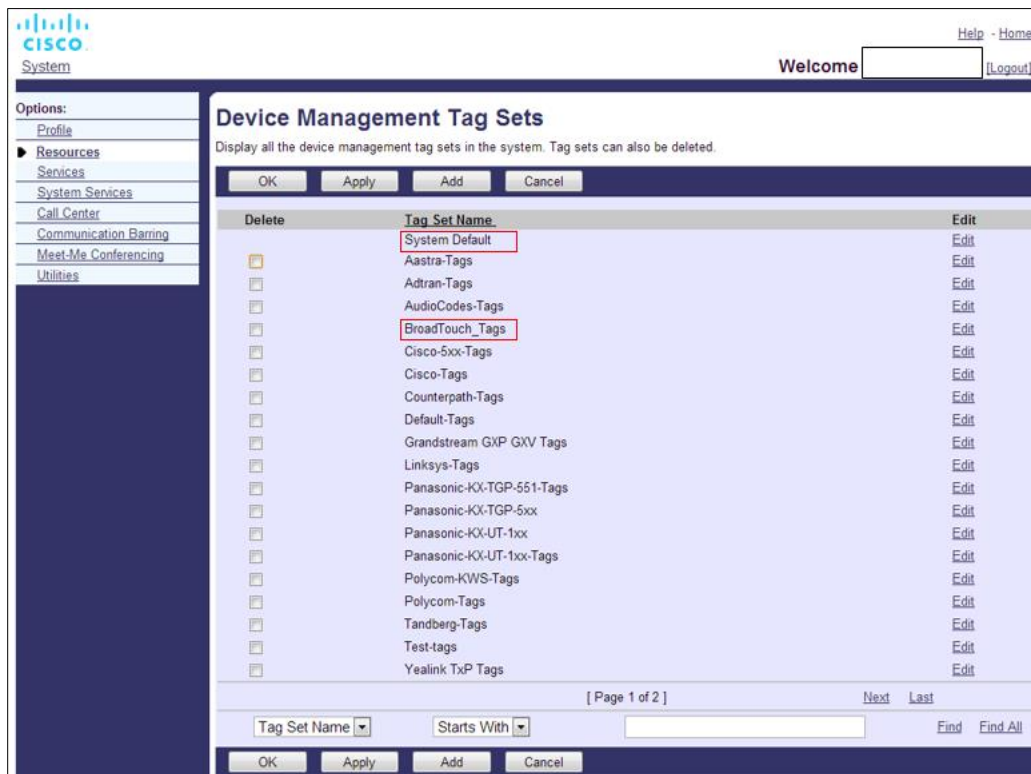 CISCO
Help - Home
System
Welcome
[Logout]
Options:
Profile
Resources
Services
System Services
Call Center
Communication Barring
Meet-Me Conferencing
Utilities
Device Management Tag Sets
Display all the device management tag sets in the system. Tag sets can also be deleted.
OK Apply Add Cancel
Delete Tag Set Name Edit
System Default Edit
Aastra-Tags Edit
Adtran-Tags Edit
AudioCodes-Tags Edit
BroadTouch_Tags Edit
Cisco-5xx-Tags Edit
Cisco-Tags Edit
Counterpath-Tags Edit
Default-Tags Edit
Grandstream GXP GXV Tags Edit
Linksys-Tags Edit
Panasonic-KX-TGP-551-Tags Edit
Panasonic-KX-TGP-5xx Edit
Panasonic-KX-UT-1xx Edit
Panasonic-KX-UT-1xx-Tags Edit
Polycom-KWS-Tags Edit
Polycom-Tags Edit
Tandberg-Tags Edit
Test-tags Edit
Yealink TxP Tags Edit
[ Page 1 of 2 ] Next Last
Tag Set Name Starts With Find Find All
OK Apply Add Cancel